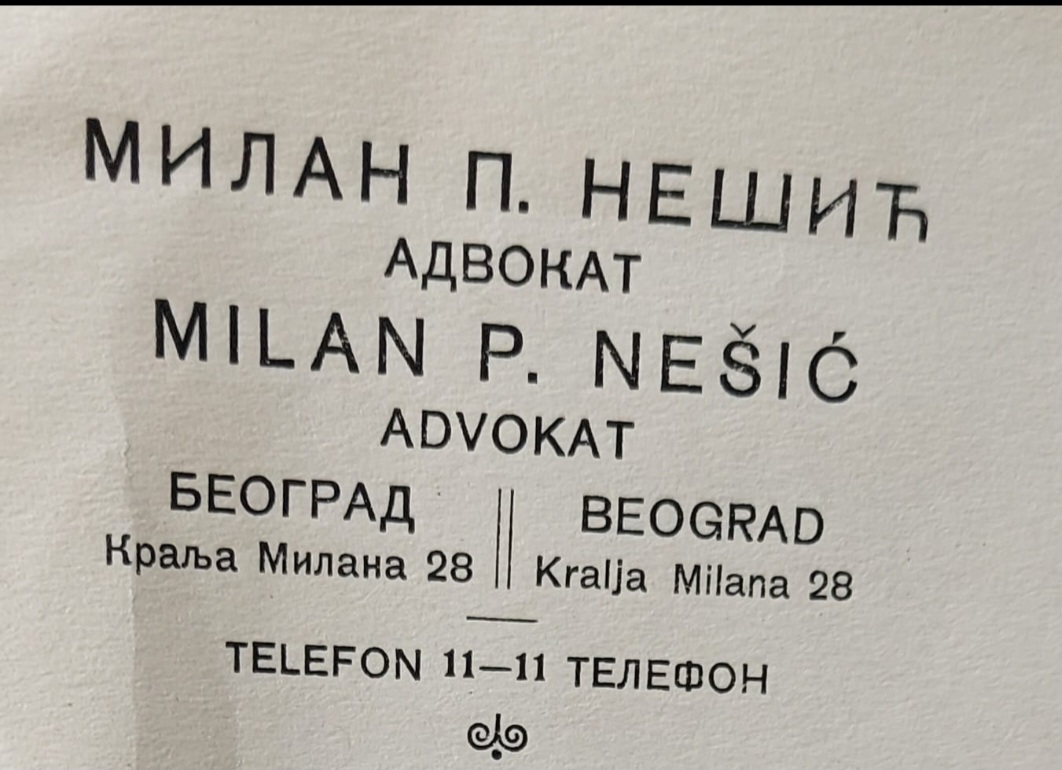 МИЛАН П. НЕШИЋ
АДВОКАТ
MILAN P. NEŠIĆ
ADVOKAT
БЕОГРАД
Краља Милана 28
BEOGRAD
Kralja Milana 28
TELEFON 11—11 ТЕЛЕФОН